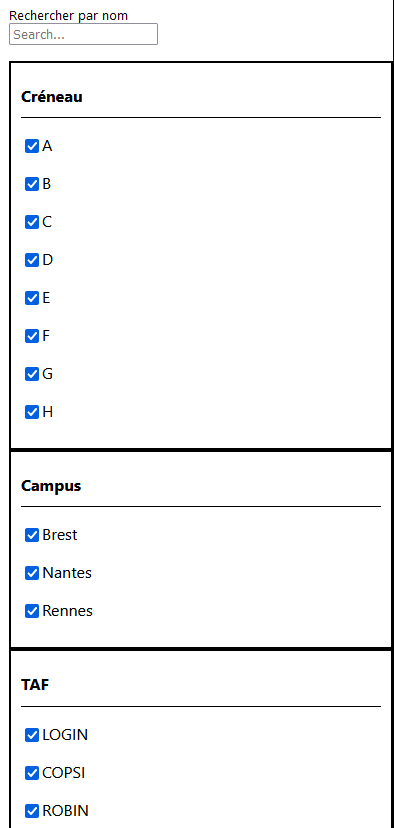 Rechercher par nom
Search...
Créneau
A
B
C
D
E
F
G
H
Campus
Brest
Nantes
Rennes
TAF
LOGIN
COPSI
ROBIN